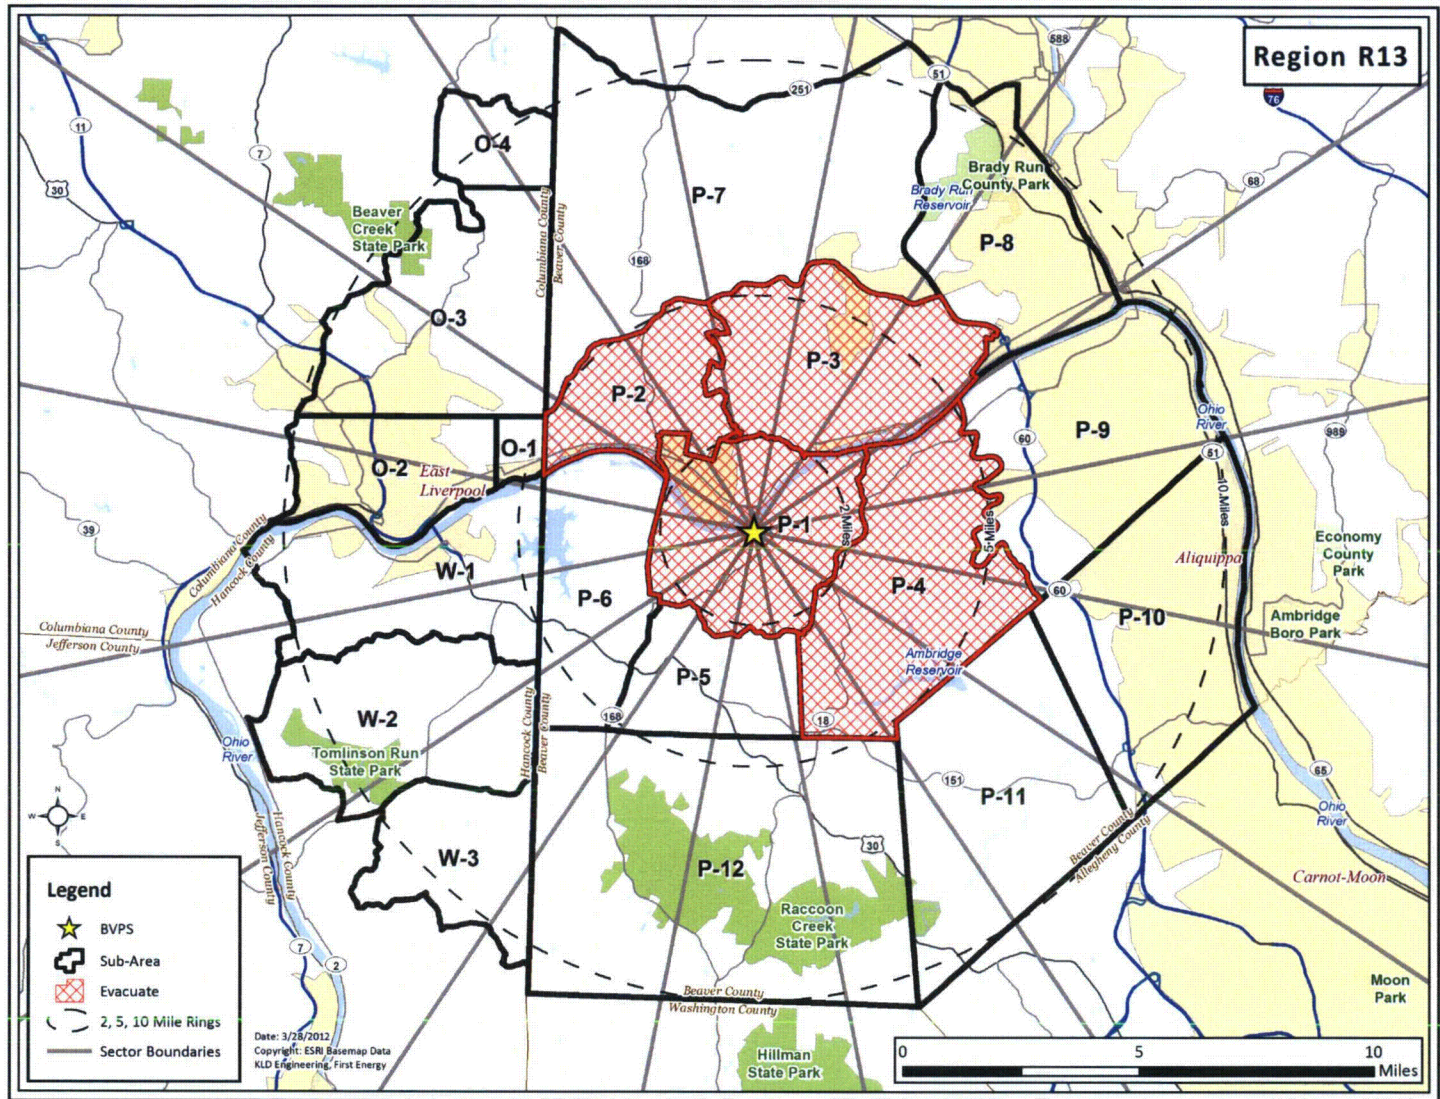 Region R13
588
51
251
76
11
7
30
O-4
Beaver
Creek
State Park
P-7
168
Brady Run
County Park
Brady Run
Reservoir
68
P-8
Columbiana County
Beaver County
O-3
P-3
P-2
O-1
O-2
East
Liverpool
P-9
60
Ohio
River
51
989
39
Columbiana County
Hancock County
W-1
P-1
2 Miles
5 Miles
10 Miles
P-4
P-6
Aliquippa
Economy
County
Park
60
P-10
Ambridge
Boro Park
Columbiana County
Jefferson County
Ambridge
Reservoir
P-5
W-2
168
18
Hancock County
Beaver County
Ohio
River
Tomlinson Run
State Park
151
P-11
65
Ohio
River
N
W
E
S
Hancock County
Jefferson County
W-3
30
P-12
Beaver County
Allegheny County
Carnot-Moon
Raccoon
Creek
State Park
7
2
Beaver County
Washington County
Moon
Park
Hillman
State Park
Legend
BVPS
Sub-Area
Evacuate
2, 5, 10 Mile Rings
Sector Boundaries
Date: 3/28/2012
Copyright: ESRI Basemap Data
KLD Engineering, First Energy
0
5
10
Miles